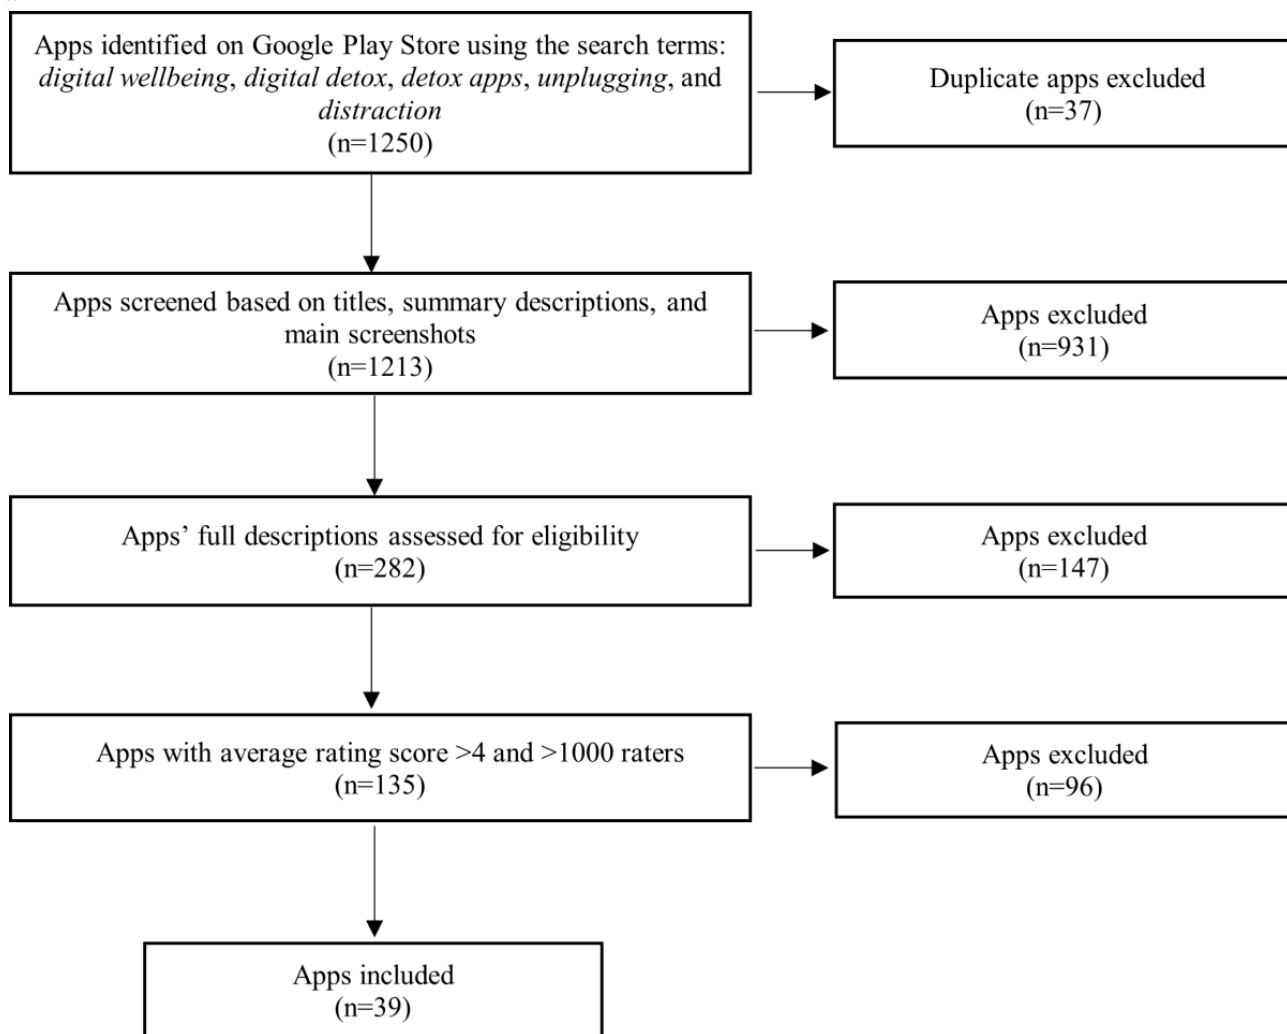 Apps identified on Google Play Store using the search terms:
digital wellbeing, digital detox, detox apps, unplugging, and
distraction
(n=1250)
Duplicate apps excluded
(n=37)
Apps screened based on titles, summary descriptions, and
main screenshots
(n=1213)
Apps excluded
(n=931)
Apps’ full descriptions assessed for eligibility
(n=282)
Apps excluded
(n=147)
Apps with average rating score >4 and >1000 raters
(n=135)
Apps excluded
(n=96)
Apps included
(n=39)